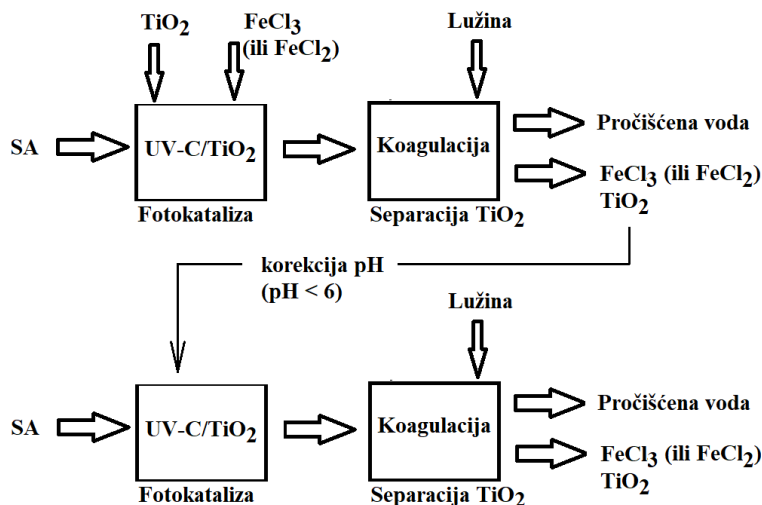 TiO2
FeCl3
(ili FeCl2)
Lužina
SA
UV-C/TiO2
Koagulacija
Pročišćena voda
FeCl3 (ili FeCl2)
TiO2
Fotokataliza
Separacija TiO2
korekcija pH
(pH < 6)
Lužina
SA
UV-C/TiO2
Koagulacija
Pročišćena voda
FeCl3 (ili FeCl2)
TiO2
Fotokataliza
Separacija TiO2